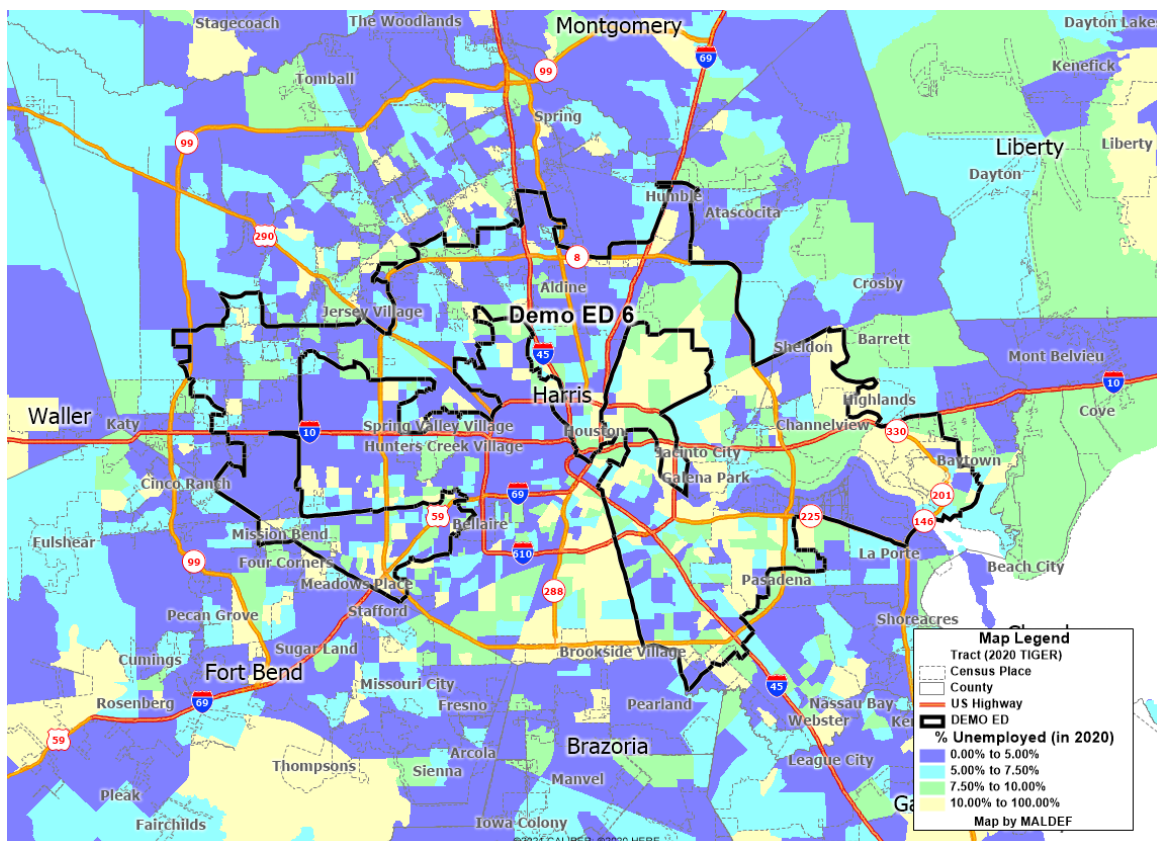 Stagecoach
The Woodlands
Montgomery
Dayton Lakes
Kenefick
99
69
Tomball
Spring
99
Liberty
Liberty
Dayton
Humble
Atascocita
290
8
Aldine
Crosby
Jersey Village
Demo ED 6
45
Sheldon
Barrett
Mont Belvieu
10
Harris
Highlands
Cove
Waller
Katy
Spring Valley Village
10
Houston
Channelview
330
Hunters Creek Village
Jacinto City
Baytown
Cinco Ranch
Galena Park
69
201
59
Bellaire
225
146
Mission Bend
Fulshear
610
La Porte
Four Corners
99
Beach City
Meadows Place
288
Pasadena
Stafford
Pecan Grove
Shoreacres
Sugar Land
Brookside Village
Cumings
Fort Bend
Missouri City
45
Nassau Bay
Rosenberg
69
Fresno
Pearland
Webster
59
Brazoria
Arcola
League City
Thompsons
Sienna
Manvel
Pleak
Fairchilds
Iowa Colony
Map Legend
Tract (2020 TIGER)
Census Place
County
US Highway
DEMO ED
% Unemployed (in 2020)
0.00% to 5.00%
5.00% to 7.50%
7.50% to 10.00%
10.00% to 100.00%
Map by MALDEF